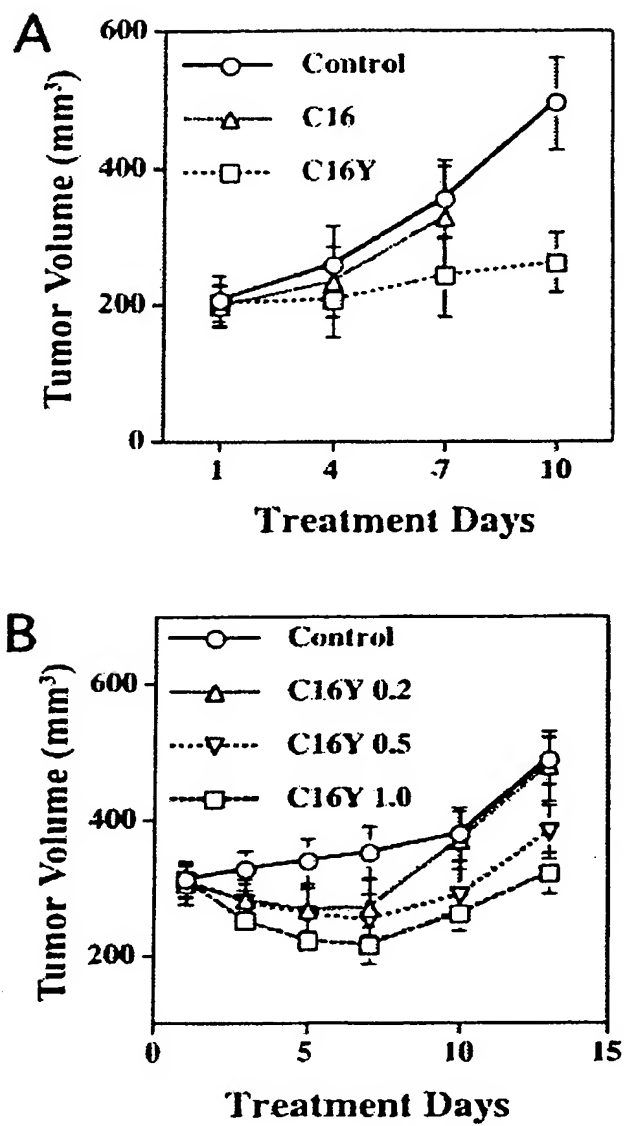 A
600
Control
C16
400
C16Y
200
0
Tumor Volume (mm³)
1 4 7 10
Treatment Days
B
Control
600
C16Y 0.2
C16Y 0.5
C16Y 1.0
400
200
Tumor Volume (mm³)
0 5 10 15
Treatment Days